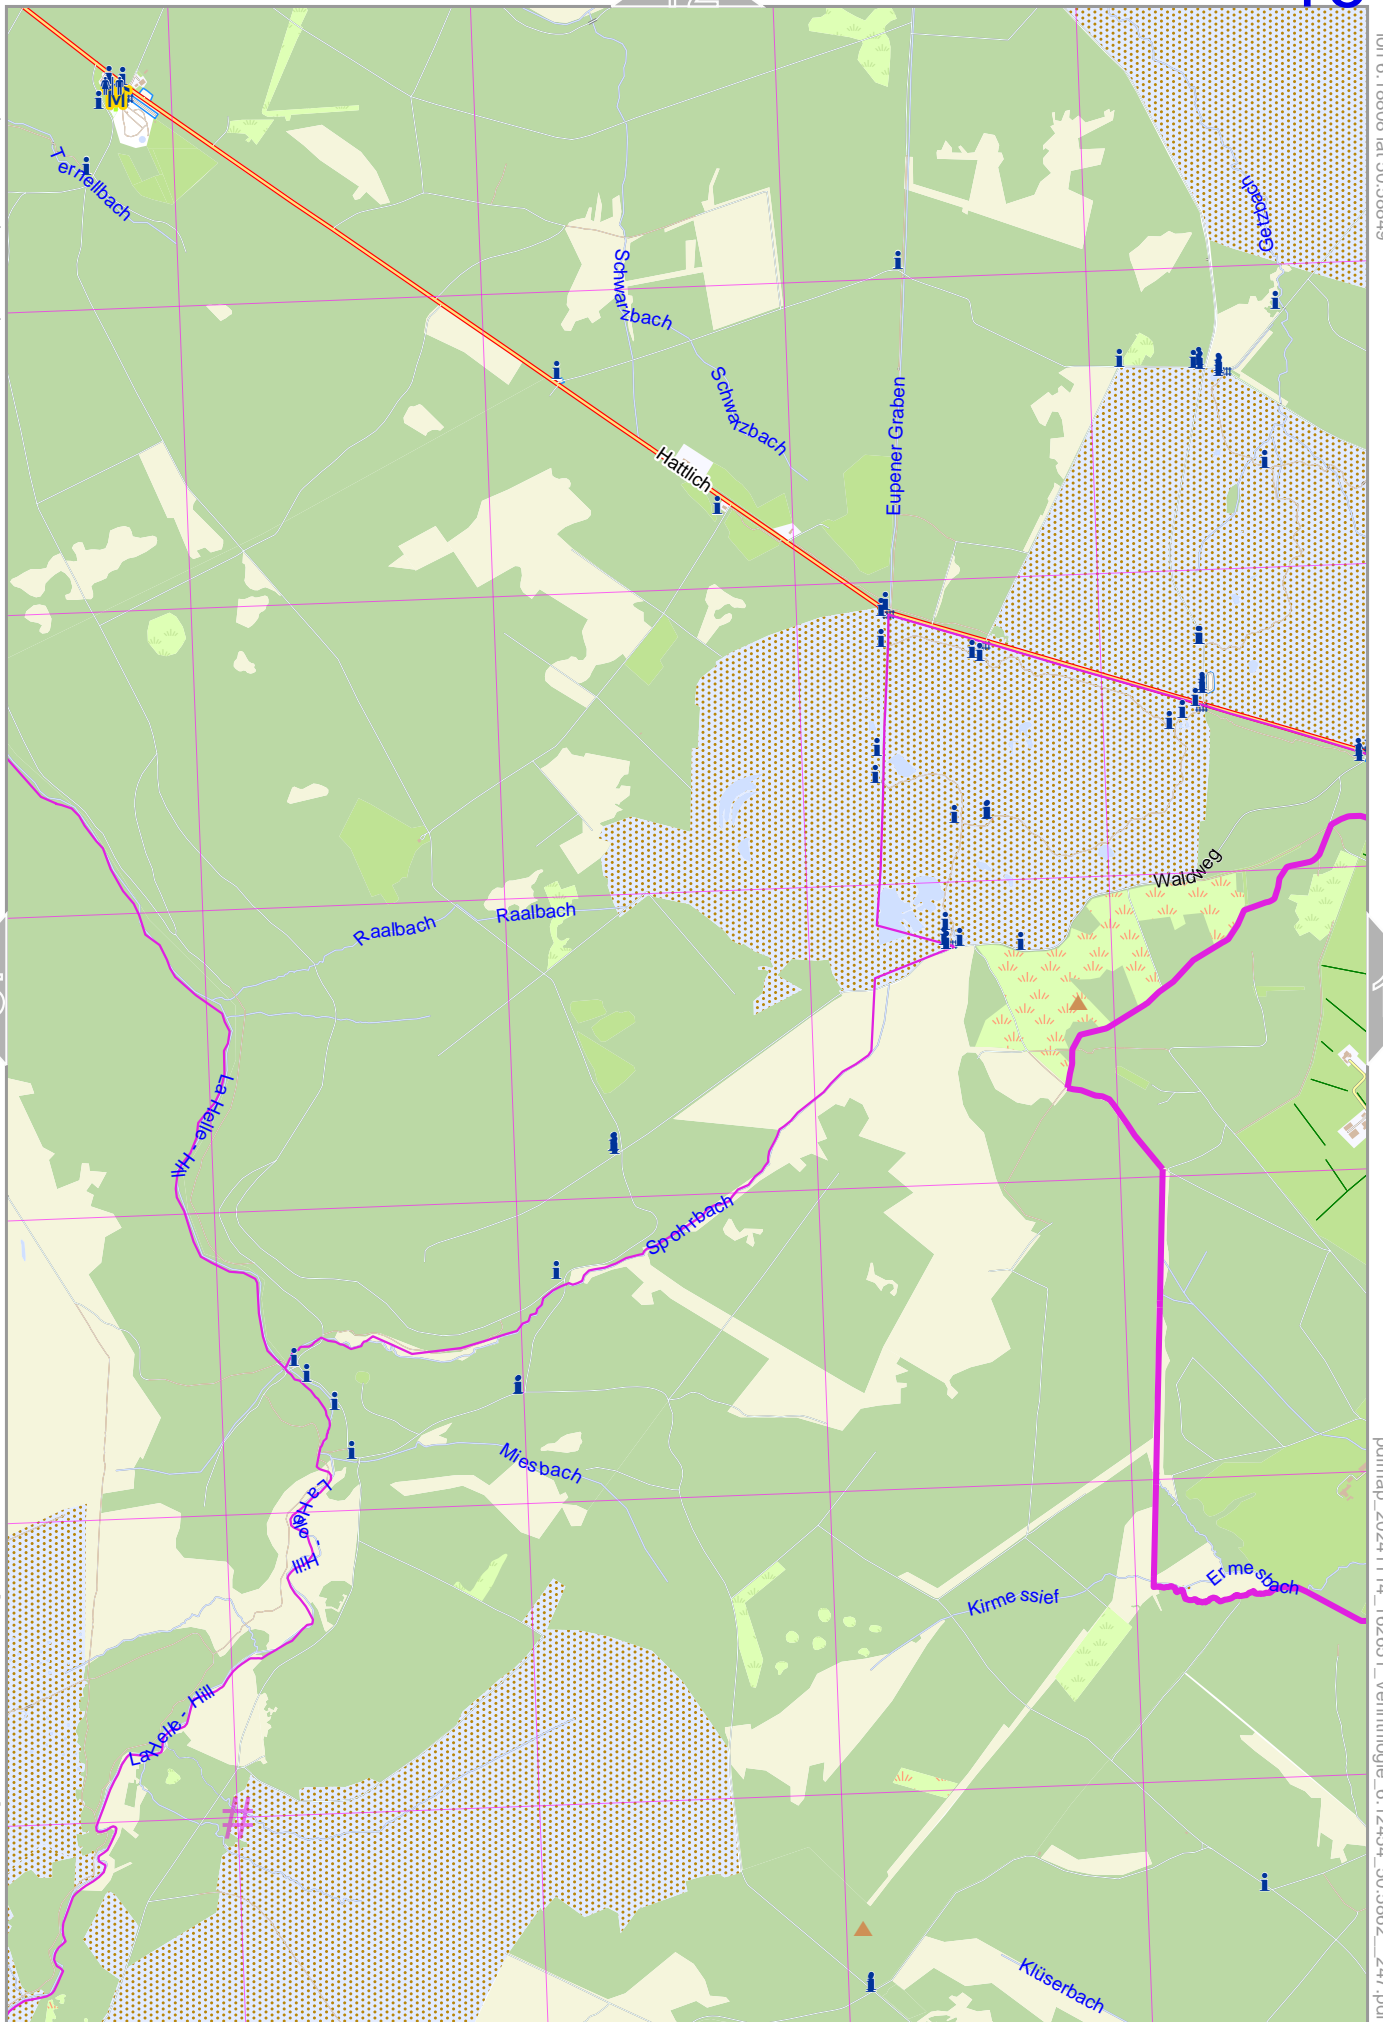 M
Ternellbach
Getzbach
Schwarzbach
Schwarzbach
Eupener Graben
Hattlich
Waldweg
Raalbach
Raalbach
La Helle - Hill
Spohrbach
Miesbach
La Helle - Hill
Ermesbach
Kirmessief
La Helle - Hill
#
Klüserbach